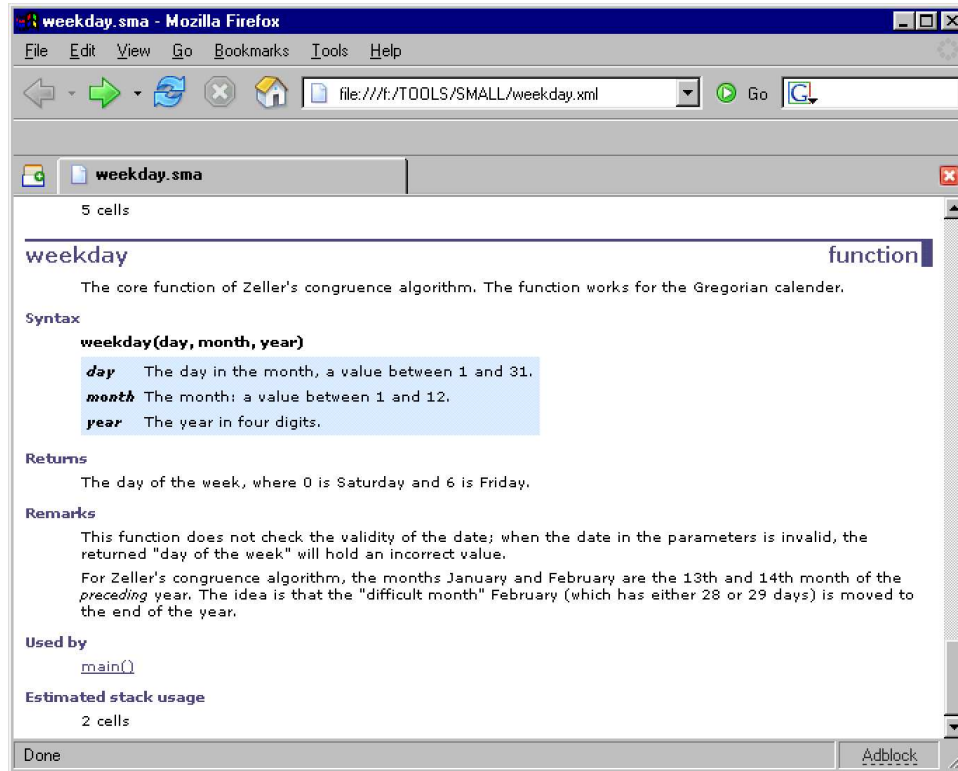 weekday.sma - Mozilla Firefox
File Edit View Go Bookmarks Tools Help
file:///f:/TOOLS/SMALL/weekday.xml Go G
weekday.sma
5 cells
weekday function
The core function of Zeller's congruence algorithm. The function works for the Gregorian calender.
Syntax
weekday(day, month, year)
day The day in the month, a value between 1 and 31.
month The month: a value between 1 and 12.
year The year in four digits.
Returns
The day of the week, where 0 is Saturday and 6 is Friday.
Remarks
This function does not check the validity of the date; when the date in the parameters is invalid, the
returned "day of the week" will hold an incorrect value.
For Zeller's congruence algorithm, the months January and February are the 13th and 14th month of the
preceding year. The idea is that the "difficult month" February (which has either 28 or 29 days) is moved to
the end of the year.
Used by
main()
Estimated stack usage
2 cells
Done Adblock